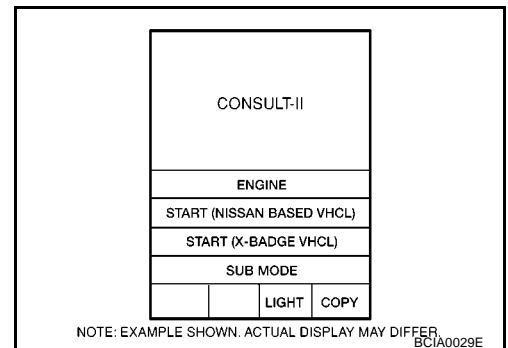 CONSULT-II
ENGINE
START (NISSAN BASED VHCL)
START (X-BADGE VHCL)
SUB MODE
LIGHT COPY
NOTE: EXAMPLE SHOWN. ACTUAL DISPLAY MAY DIFFER.
BCIA0029E